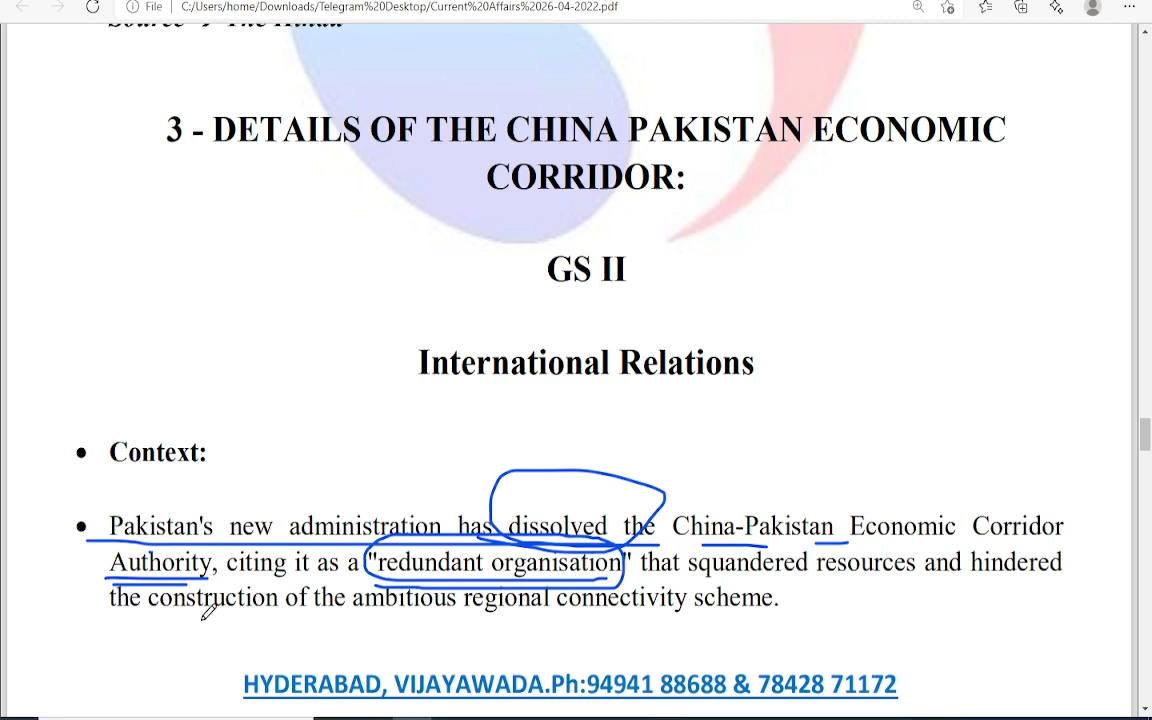 File
C:/Users/home/Downloads/Telegram%20Desktop/Current%20Affairs%2026-04-2022.pdf
3 - DETAILS OF THE CHINA PAKISTAN ECONOMIC
CORRIDOR:
GS II
International Relations
• Context:
• Pakistan's new administration has dissolved the China-Pakistan Economic Corridor
Authority, citing it as a "redundant organisation" that squandered resources and hindered
the construction of the ambitious regional connectivity scheme.
HYDERABAD, VIJAYAWADA.Ph:94941 88688 & 78428 71172